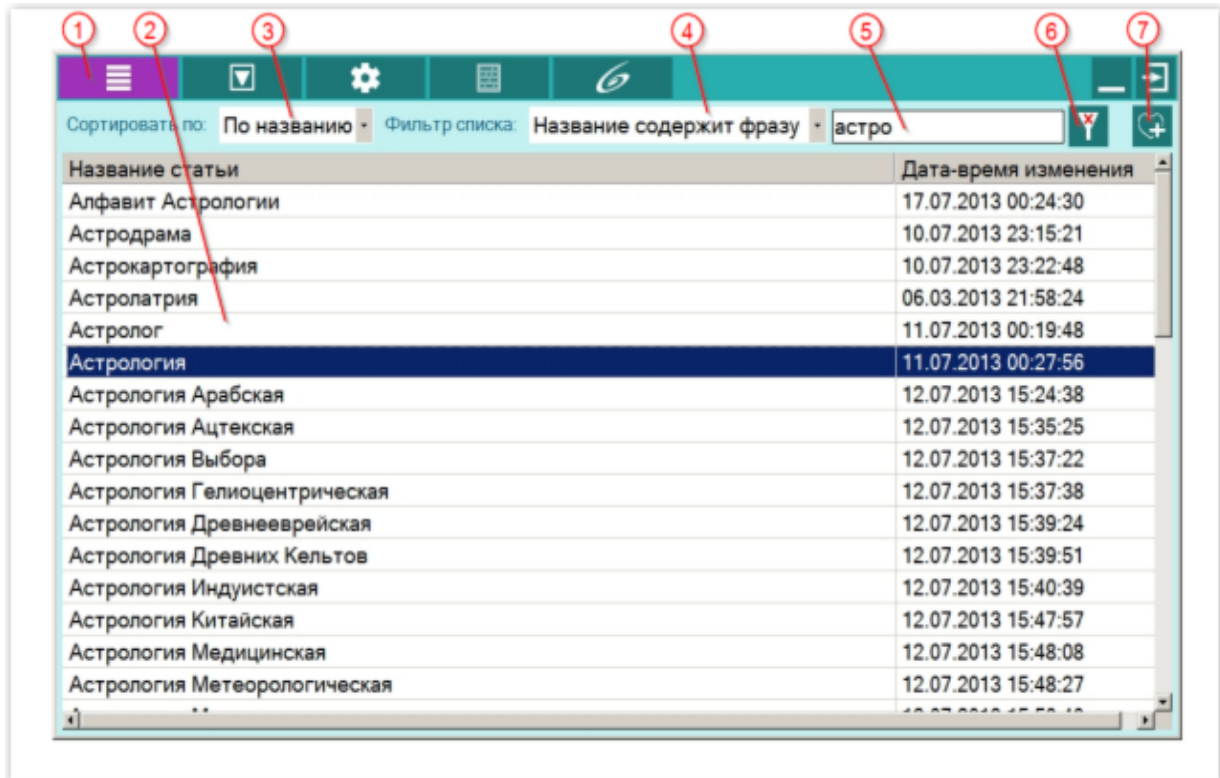 1 2 3 4 5 6 7
Сортировать по: По названию Фильтр списка: Название содержит фразу астро
Название статьи Дата-время изменения
Алфавит Астрологии 17.07.2013 00:24:30
Астродрама 10.07.2013 23:15:21
Астрокартография 10.07.2013 23:22:48
Астролатрия 06.03.2013 21:58:24
Астролог 11.07.2013 00:19:48
Астрология 11.07.2013 00:27:56
Астрология Арабская 12.07.2013 15:24:38
Астрология Ацтекская 12.07.2013 15:35:25
Астрология Выбора 12.07.2013 15:37:22
Астрология Гелиоцентрическая 12.07.2013 15:37:38
Астрология Древнееврейская 12.07.2013 15:39:24
Астрология Древних Кельтов 12.07.2013 15:39:51
Астрология Индуистская 12.07.2013 15:40:39
Астрология Китайская 12.07.2013 15:47:57
Астрология Медицинская 12.07.2013 15:48:08
Астрология Метеорологическая 12.07.2013 15:48:27